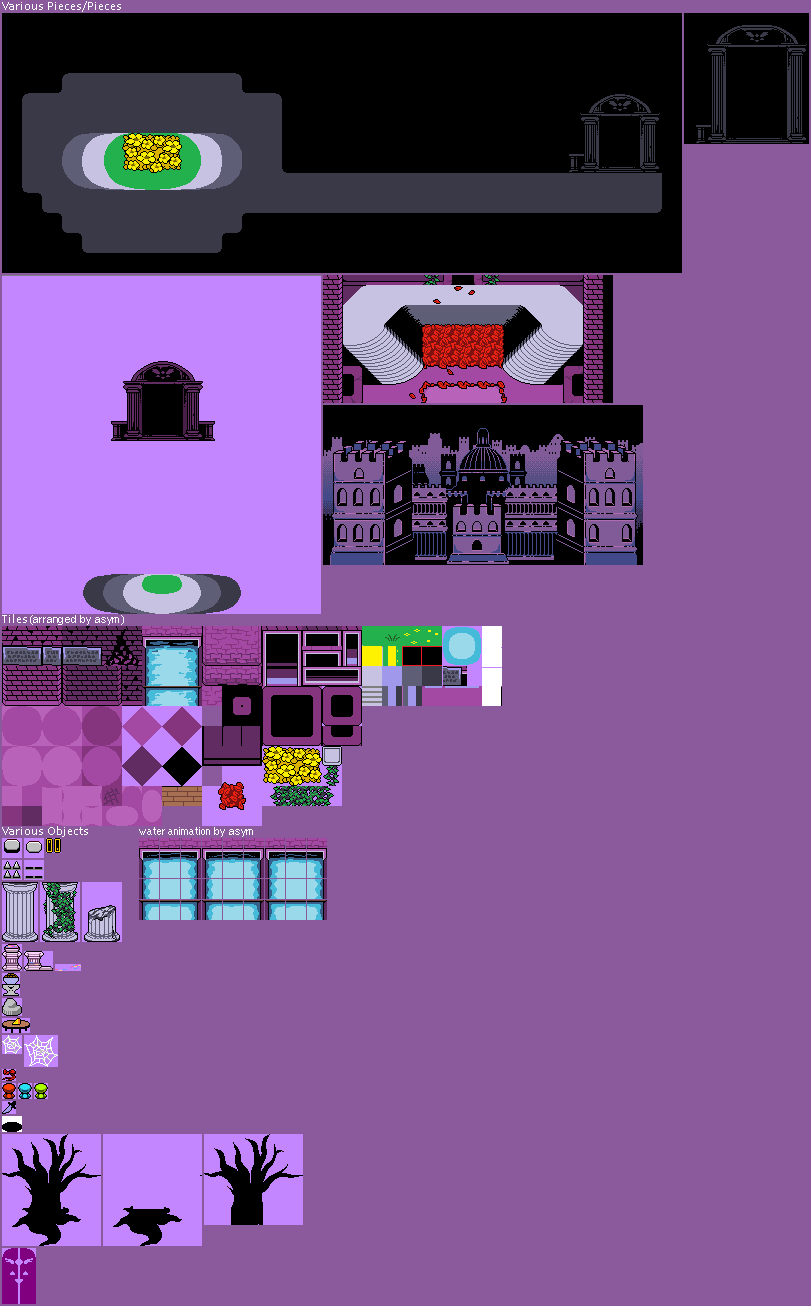 Various Pieces/Pieces
Tiles(arranged by asym)
Various Objects
water animation by asym